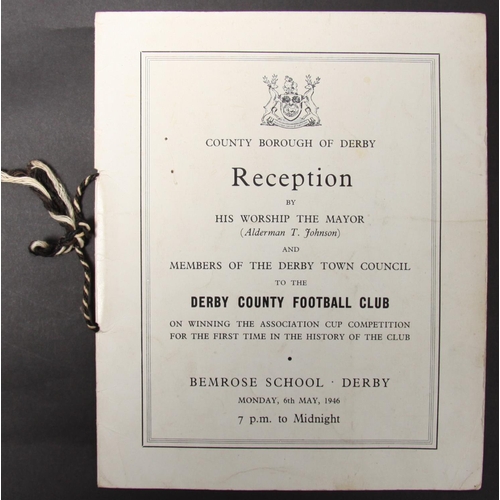 COUNTY BOROUGH OF DERBY
Reception
BY
HIS WORSHIP THE MAYOR
(Alderman T. Johnson)
AND
MEMBERS OF THE DERBY TOWN COUNCIL
TO THE
DERBY COUNTY FOOTBALL CLUB
ON WINNING THE ASSOCIATION CUP COMPETITION
FOR THE FIRST TIME IN THE HISTORY OF THE CLUB
•
BEMROSE SCHOOL · DERBY
MONDAY, 6th MAY, 1946
7 p.m. to Midnight